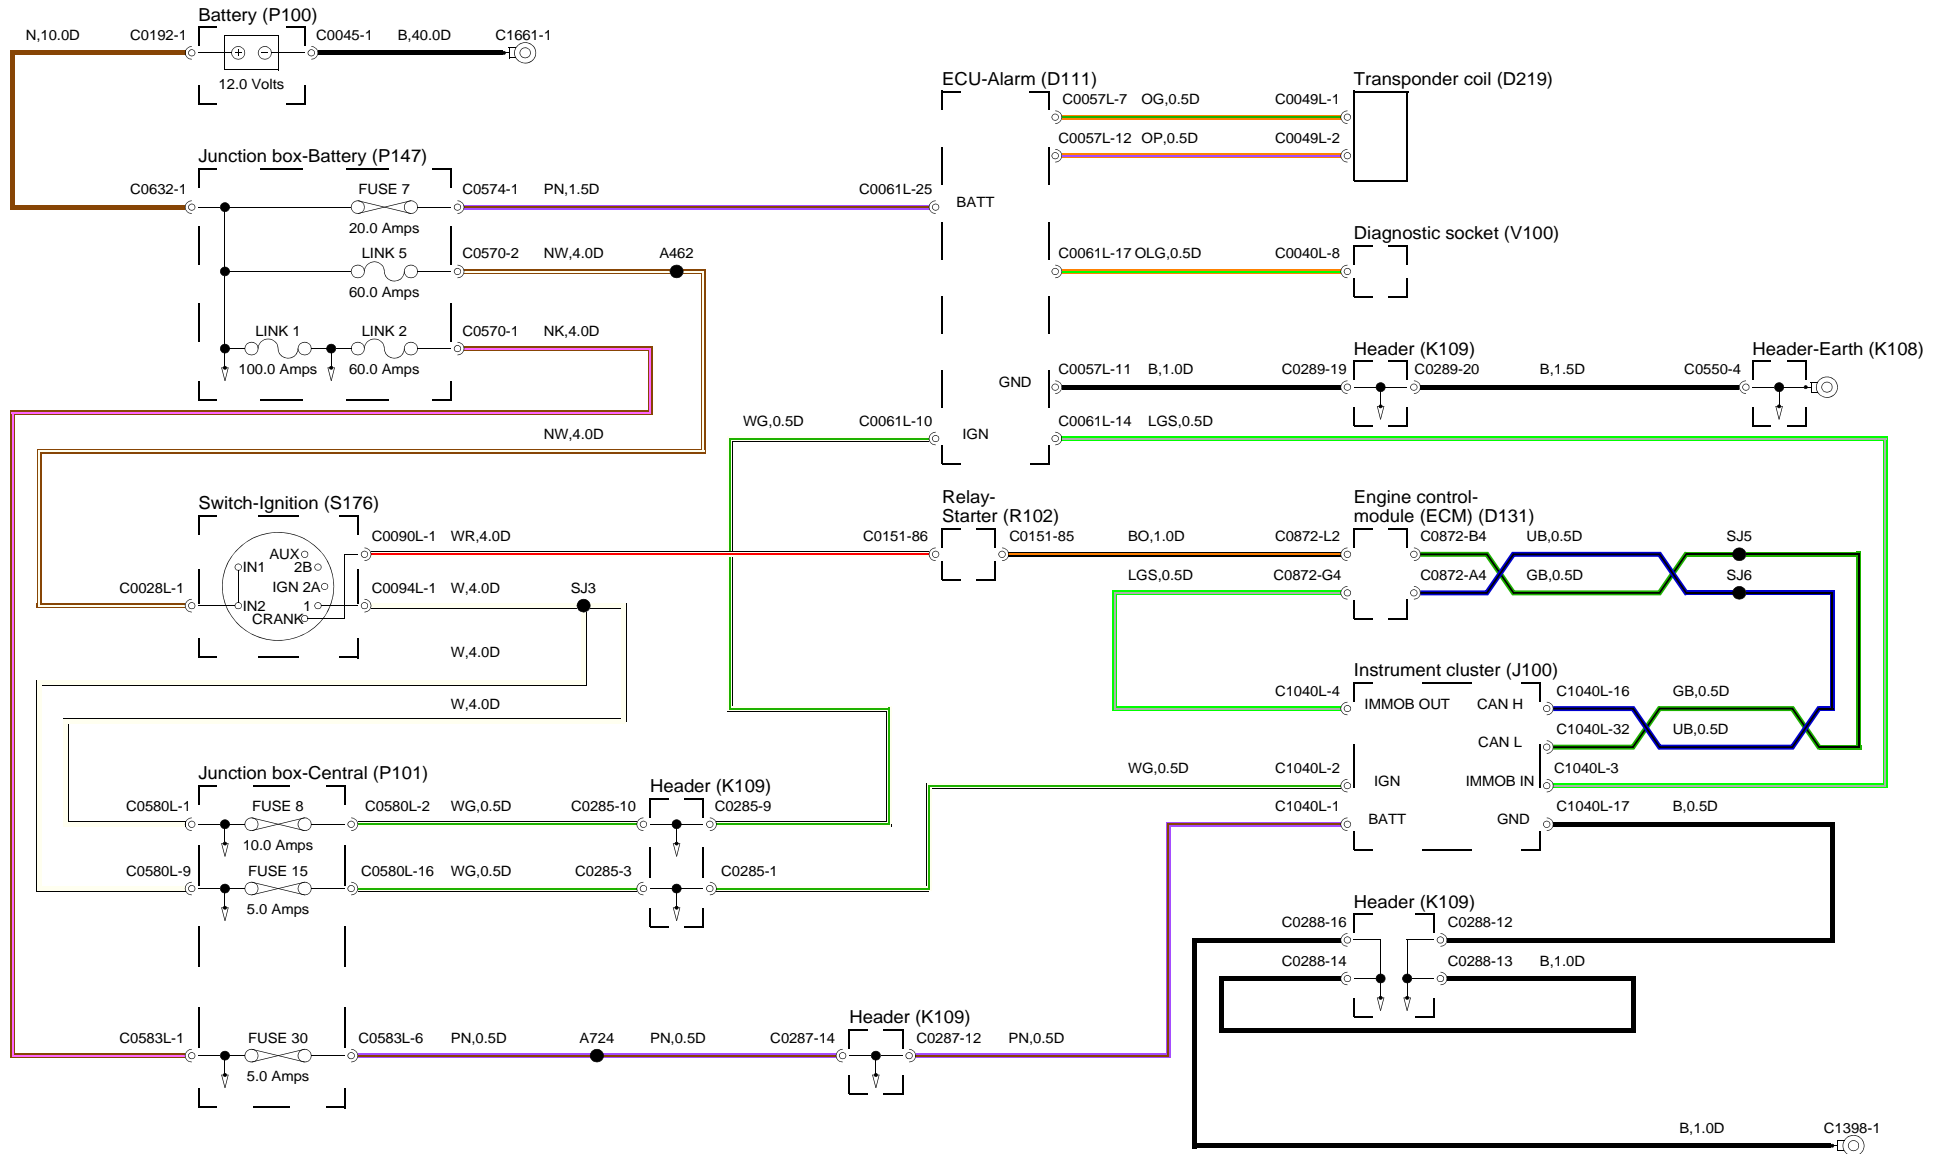 Battery (P100)
N,10.0D C0192-1 C0045-1 B,40.0D C1661-1
12.0 Volts
ECU-Alarm (D111) Transponder coil (D219)
C0057L-7 OG,0.5D C0049L-1
C0057L-12 OP,0.5D C0049L-2
Junction box-Battery (P147)
C0632-1 FUSE 7 C0574-1 PN,1.5D C0061L-25
BATT
20.0 Amps
Diagnostic socket (V100)
LINK 5 C0570-2 NW,4.0D A462 C0061L-17 OLG,0.5D C0040L-8
60.0 Amps
LINK 1 LINK 2 C0570-1 NK,4.0D
100.0 Amps 60.0 Amps
Header (K109) Header-Earth (K108)
GND C0057L-11 B,1.0D C0289-19 C0289-20 B,1.5D C0550-4
WG,0.5D C0061L-10 IGN C0061L-14 LGS,0.5D
NW,4.0D
Switch-Ignition (S176)
Relay-
Starter (R102)
Engine control-
module (ECM) (D131)
C0090L-1 WR,4.0D C0151-86 C0151-85 BO,1.0D C0872-L2 C0872-B4 UB,0.5D SJ5
AUX
IN1 2B
LGS,0.5D C0872-G4 C0872-A4 GB,0.5D SJ6
C0028L-1 IGN 2A C0094L-1 W,4.0D SJ3
IN2 1
CRANK
W,4.0D
W,4.0D
Instrument cluster (J100)
C1040L-4 IMMOB OUT CAN H C1040L-16 GB,0.5D
CAN L C1040L-32 UB,0.5D
WG,0.5D C1040L-2 IGN IMMOB IN C1040L-3
C1040L-1 BATT GND C1040L-17 B,0.5D
Junction box-Central (P101)
Header (K109)
C0580L-1 FUSE 8 C0580L-2 WG,0.5D C0285-10 C0285-9
10.0 Amps
C0580L-9 FUSE 15 C0580L-16 WG,0.5D C0285-3 C0285-1
5.0 Amps
Header (K109)
C0288-16 C0288-12
C0288-14 C0288-13 B,1.0D
Header (K109)
C0583L-1 FUSE 30 C0583L-6 PN,0.5D A724 PN,0.5D C0287-14 C0287-12 PN,0.5D
5.0 Amps
B,1.0D C1398-1